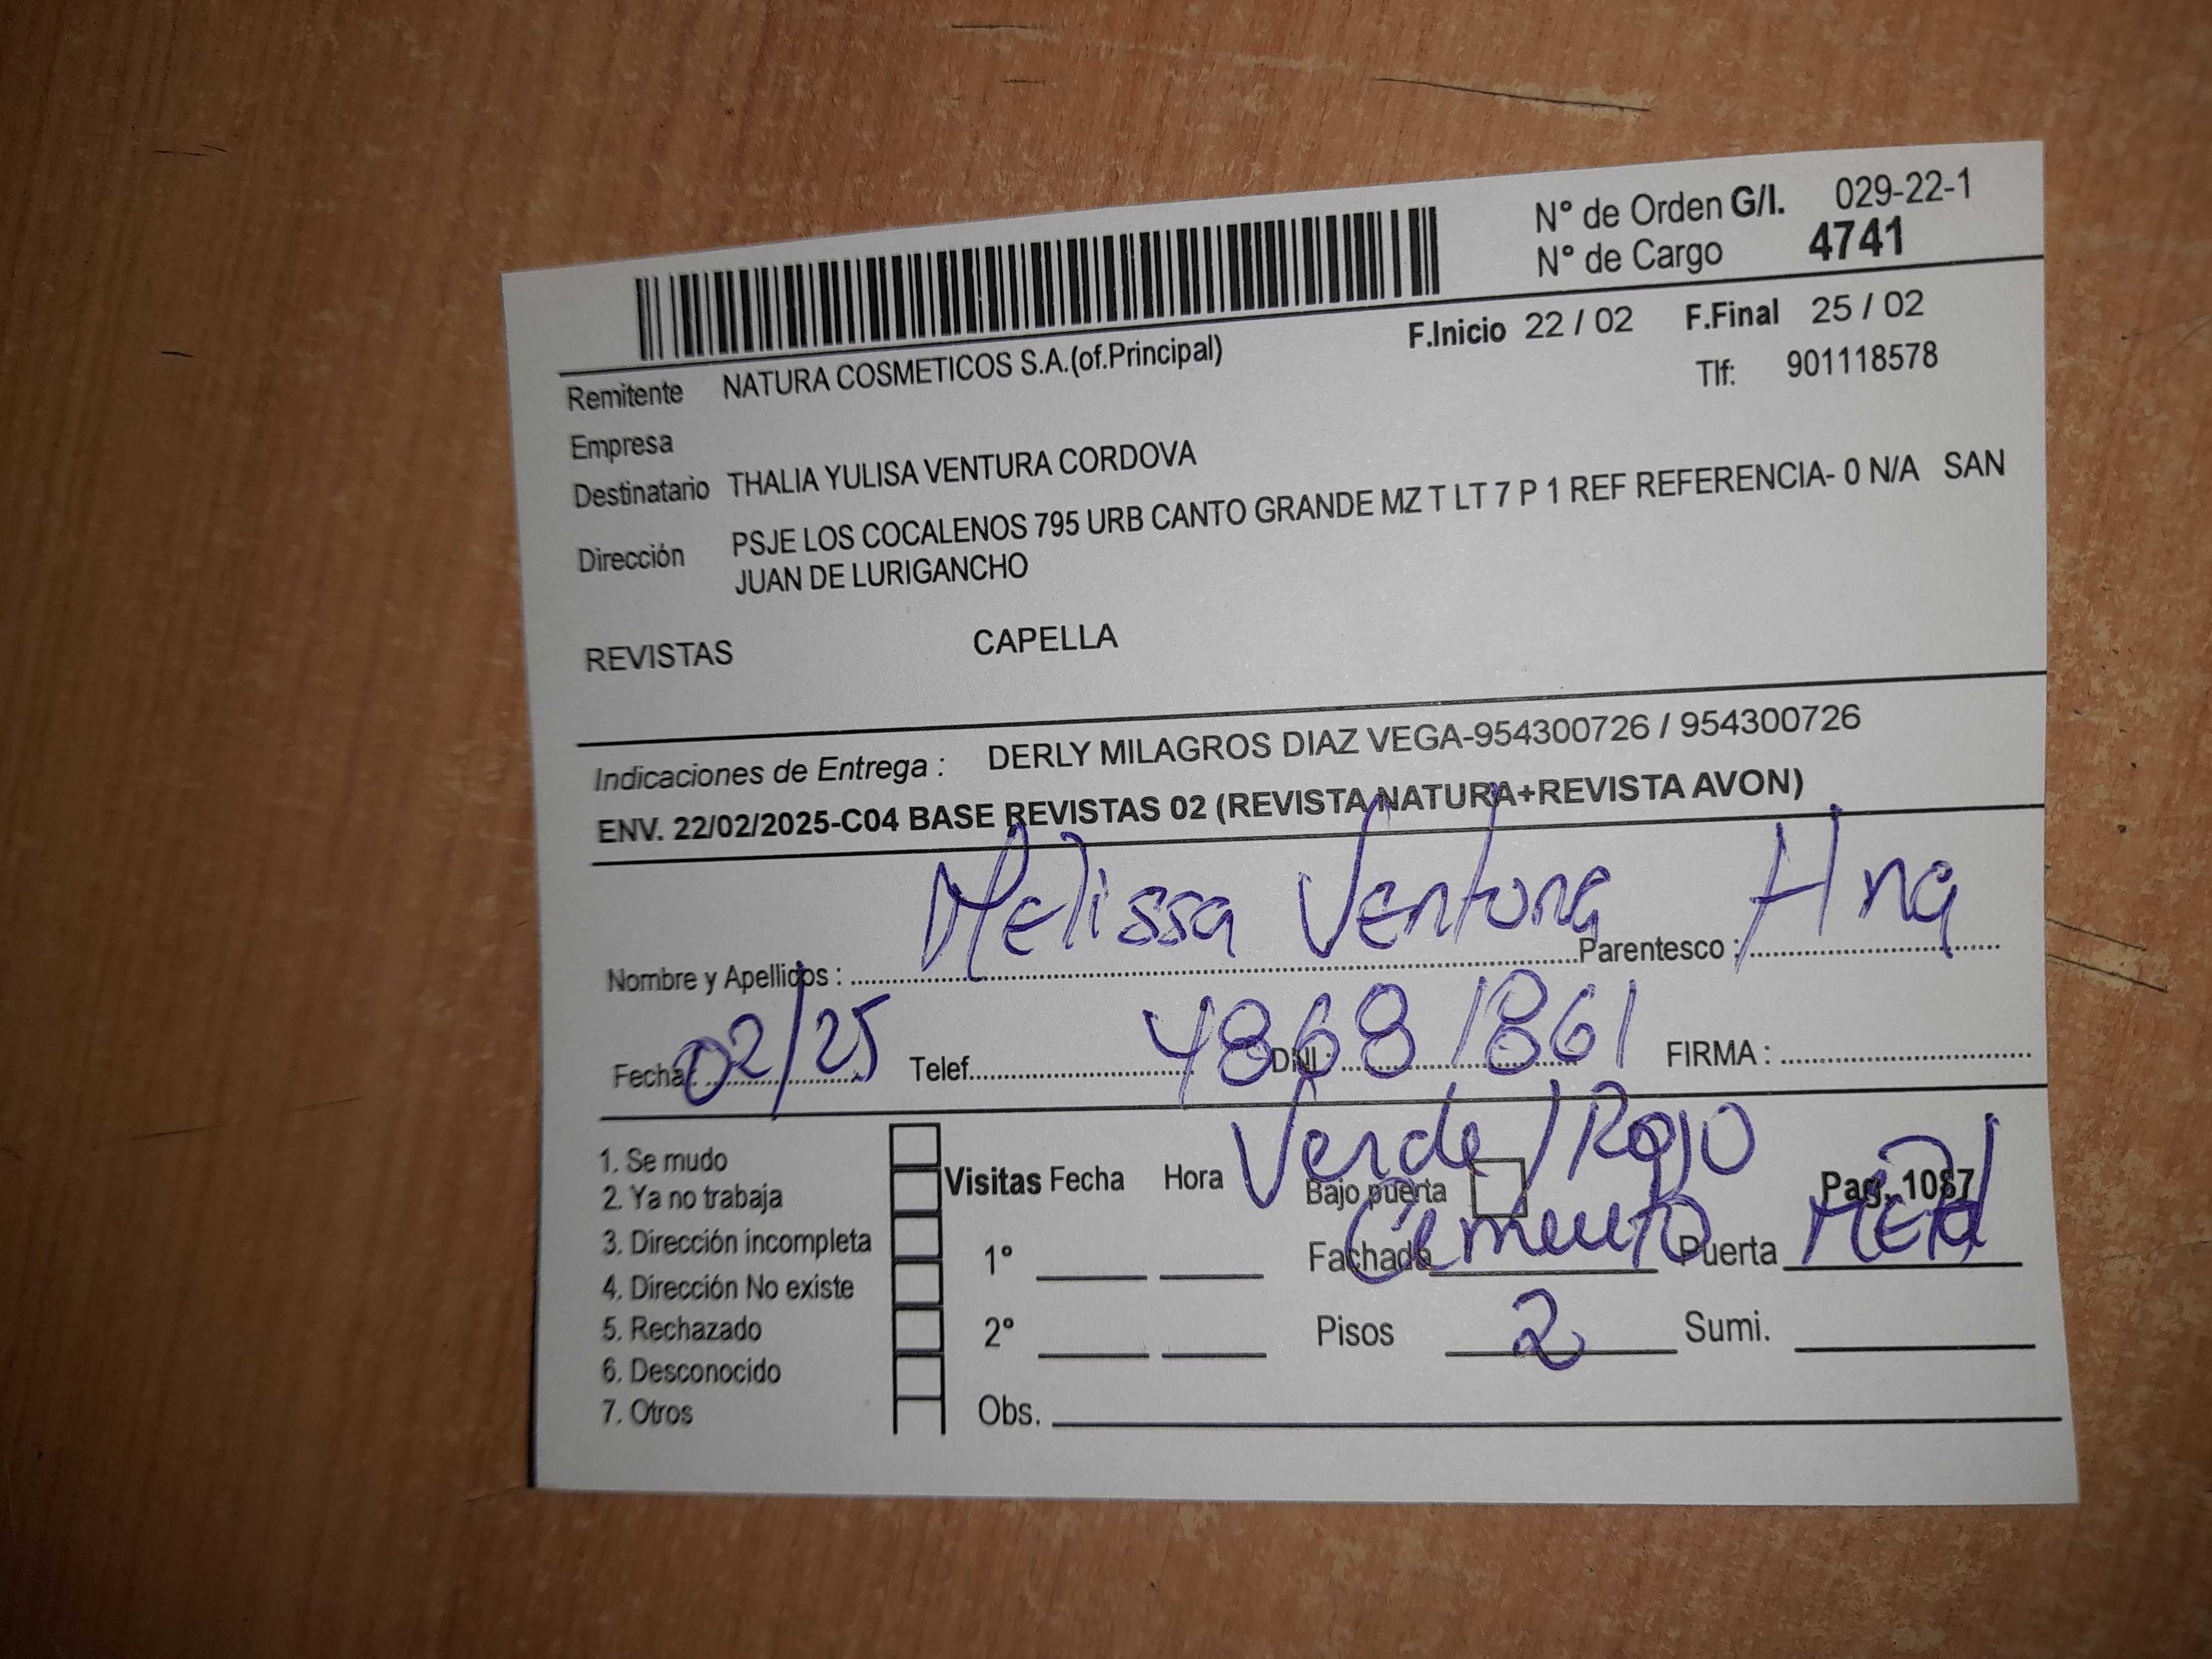 N° de Orden G/I. 029-22-1
N° de Cargo 4741
F.Inicio 22 / 02 F.Final 25 / 02
Remitente NATURA COSMETICOS S.A.(of.Principal) Tlf: 901118578
Empresa
Destinatario THALIA YULISA VENTURA CORDOVA
Dirección PSJE LOS COCALENOS 795 URB CANTO GRANDE MZ T LT 7 P 1 REF REFERENCIA- 0 N/A SAN
JUAN DE LURIGANCHO
REVISTAS CAPELLA
Indicaciones de Entrega : DERLY MILAGROS DIAZ VEGA-954300726 / 954300726
ENV. 22/02/2025-C04 BASE REVISTAS 02 (REVISTA NATURA+REVISTA AVON)
Melissa Ventura Hna
Nombre y Apellidos : Parentesco :
02/25 48681861
Fecha: Telef. DNI: FIRMA :
Verde/Rojo
1. Se mudo
2. Ya no trabaja
3. Dirección incompleta
4. Dirección No existe
5. Rechazado
6. Desconocido
7. Otros
Visitas Fecha Hora Bajo puerta Pag. 1087
1° Fachada Cemento Puerta Metal
2° Pisos 2 Sumi.
Obs.